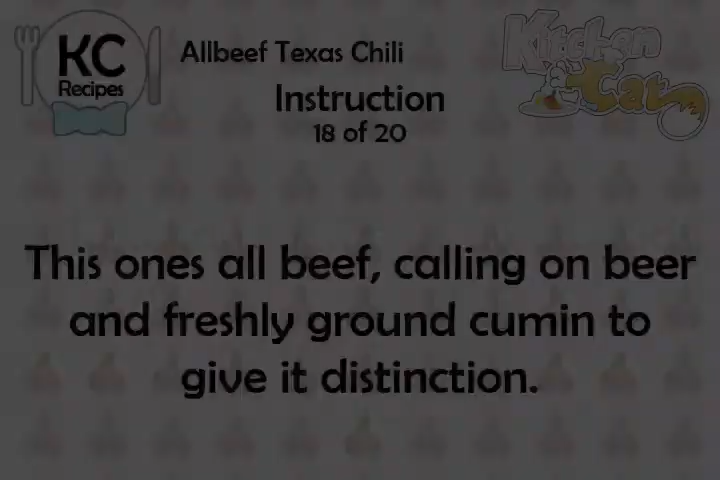 KC
Recipes
Allbeef Texas Chili
Kitchen
Cat
Instruction
18 of 20
This ones all beef, calling on beer
and freshly ground cumin to
give it distinction.